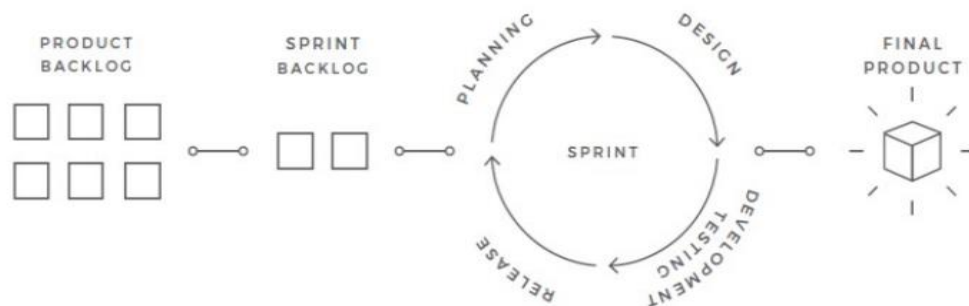 PRODUCT
BACKLOG
SPRINT
BACKLOG
PLANNING
DESIGN
SPRINT
DEVELOPMENT
TESTING
RELEASE
FINAL
PRODUCT